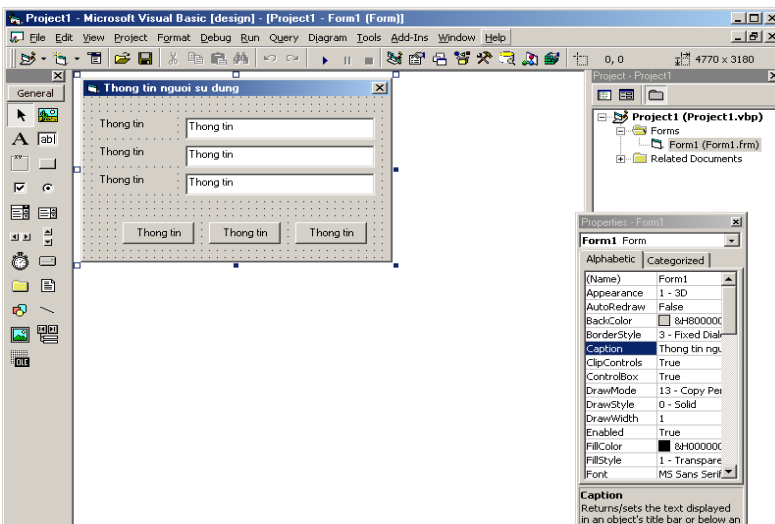 Project1 - Microsoft Visual Basic [design] - [Project1 - Form1 (Form)]
File Edit View Project Format Debug Run Query Diagram Tools Add-Ins Window Help
0, 0 4770 x 3180
General
Thong tin nguoi su dung
Thong tin Thong tin
Thong tin Thong tin
Thong tin Thong tin
Thong tin Thong tin Thong tin
A ab|
XY
OLE
Project - Project1
Project1 (Project1.vbp)
Forms
Form1 (Form1.frm)
Related Documents
Properties - Form1
Form1 Form
Alphabetic Categorized
(Name) Form1
Appearance 1 - 3D
AutoRedraw False
BackColor &H800000
BorderStyle 3 - Fixed Dial
Caption Thong tin ngu
ClipControls True
ControlBox True
DrawMode 13 - Copy Pe
DrawStyle 0 - Solid
DrawWidth 1
Enabled True
FillColor &H000000
FillStyle 1 - Transpare
Font MS Sans Serif
Caption
Returns/sets the text displayed
in an object's title bar or below an